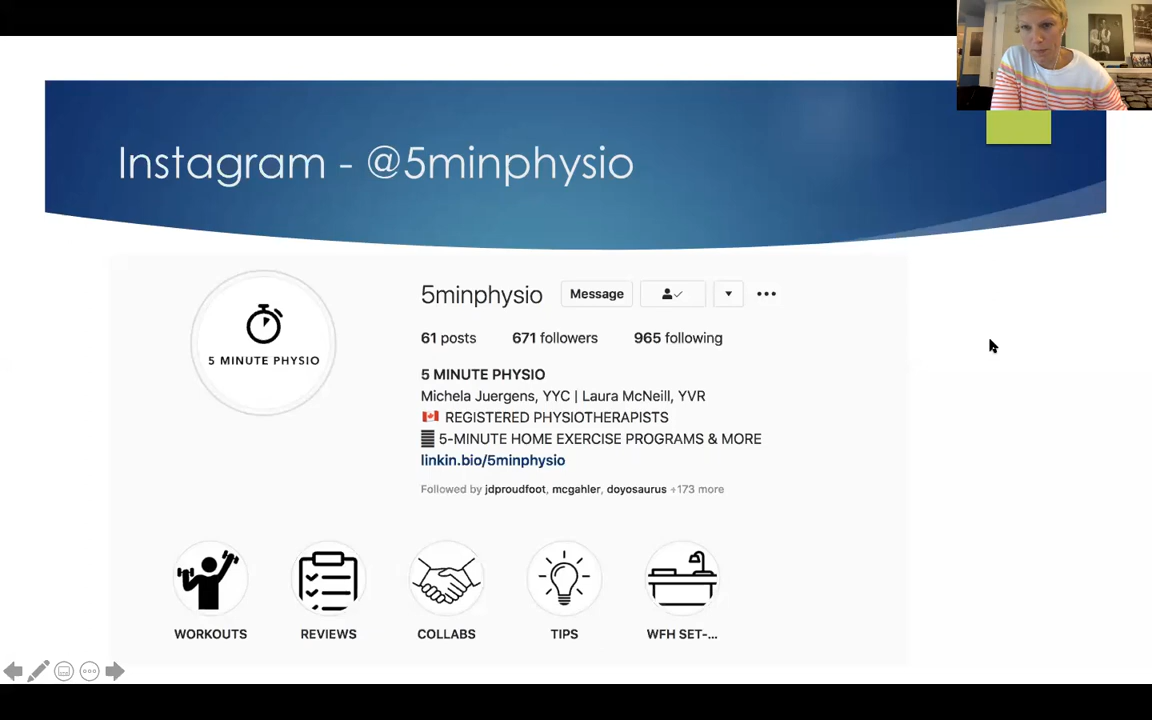 Instagram - @5minphysio
5 MINUTE PHYSIO
5minphysio Message
61 posts 671 followers 965 following
5 MINUTE PHYSIO
Michela Juergens, YYC | Laura McNeill, YVR
🇨🇦 REGISTERED PHYSIOTHERAPISTS
5-MINUTE HOME EXERCISE PROGRAMS & MORE
linkin.bio/5minphysio
Followed by jdproudfoot, mcgahler, doyosaurus +173 more
WORKOUTS REVIEWS COLLABS TIPS WFH SET-...